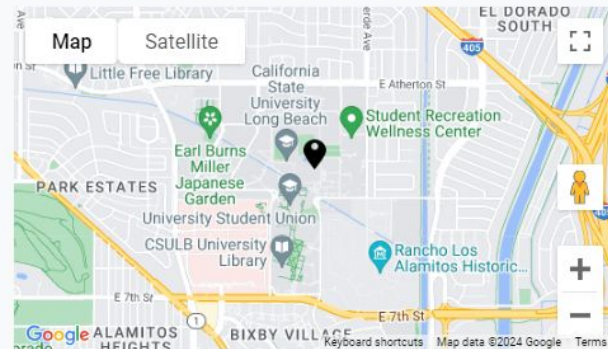 EL DORADO
SOUTH
Map
Satellite
405
Little Free Library
California
State
University
Long Beach
E Atherton St
Student Recreation
Wellness Center
Earl Burns
Miller
Japanese
Garden
PARK ESTATES
University Student Union
CSULB University
Library
Rancho Los
Alamitos Historic...
E 7th St
E 7th St
1
Google
ALAMITOS
HEIGHTS
BIXBY VILLAGE
Keyboard shortcuts
Map data ©2024 Google
Terms